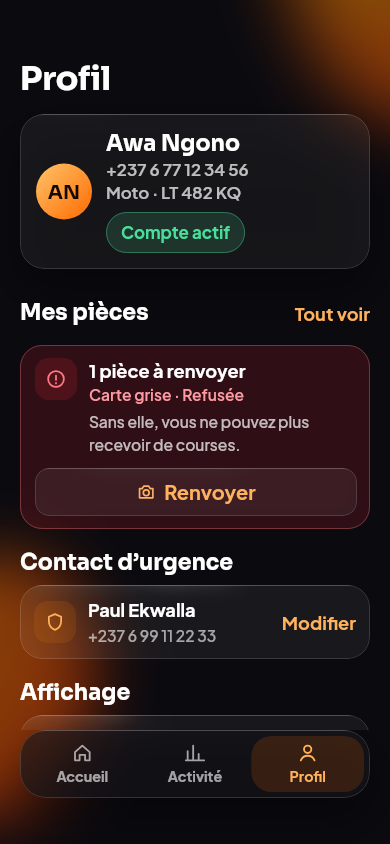 Profil
AN
Awa Ngono
+237 6 77 12 34 56
Moto · LT 482 KQ
Compte actif
Mes pièces
Tout voir
1 pièce à renvoyer
Carte grise · Refusée
Sans elle, vous ne pouvez plus
recevoir de courses.
Renvoyer
Contact d’urgence
Paul Ekwalla
+237 6 99 11 22 33
Modifier
Affichage
Accueil
Activité
Profil